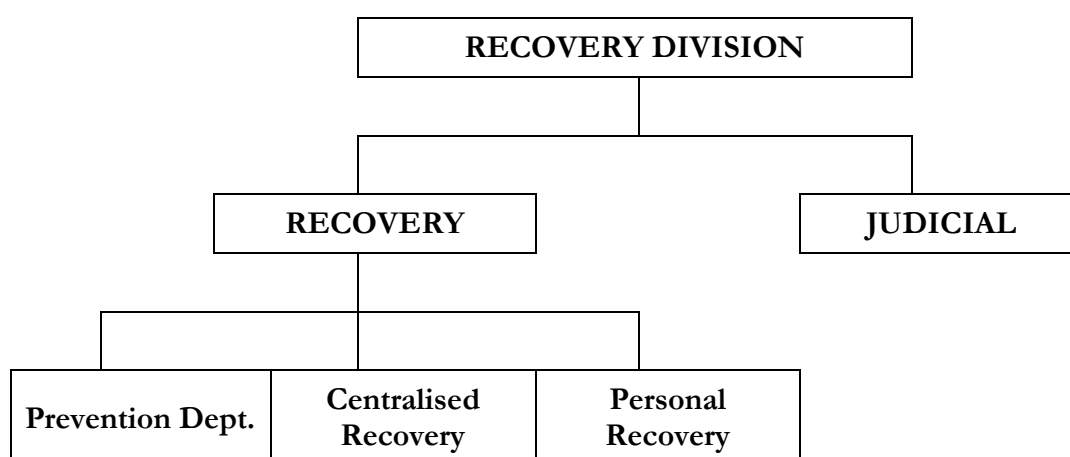 RECOVERY DIVISION
RECOVERY
JUDICIAL
Prevention Dept.
Centralised
Recovery
Personal
Recovery